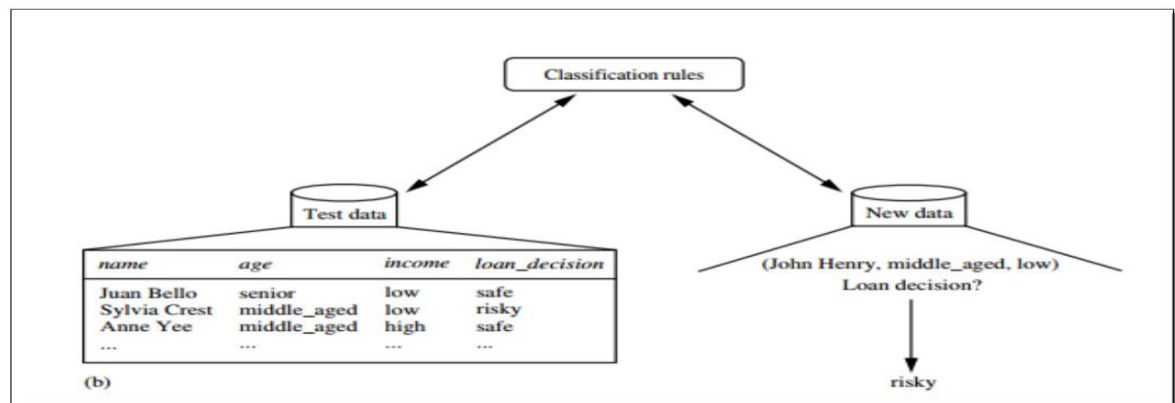 Classification rules
Test data
name age income loan_decision
Juan Bello senior low safe
Sylvia Crest middle_aged low risky
Anne Yee middle_aged high safe
... ... ... ...
(b)
New data
(John Henry, middle_aged, low)
Loan decision?
risky